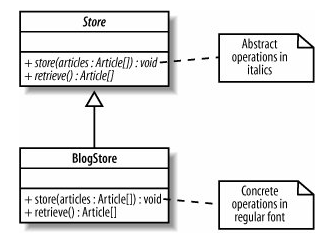 Store
+ store(articles : Article[]) : void
+ retrieve() : Article[]
Abstract
operations in
italics
BlogStore
+ store(articles : Article[]) : void
+ retrieve() : Article[]
Concrete
operations in
regular font